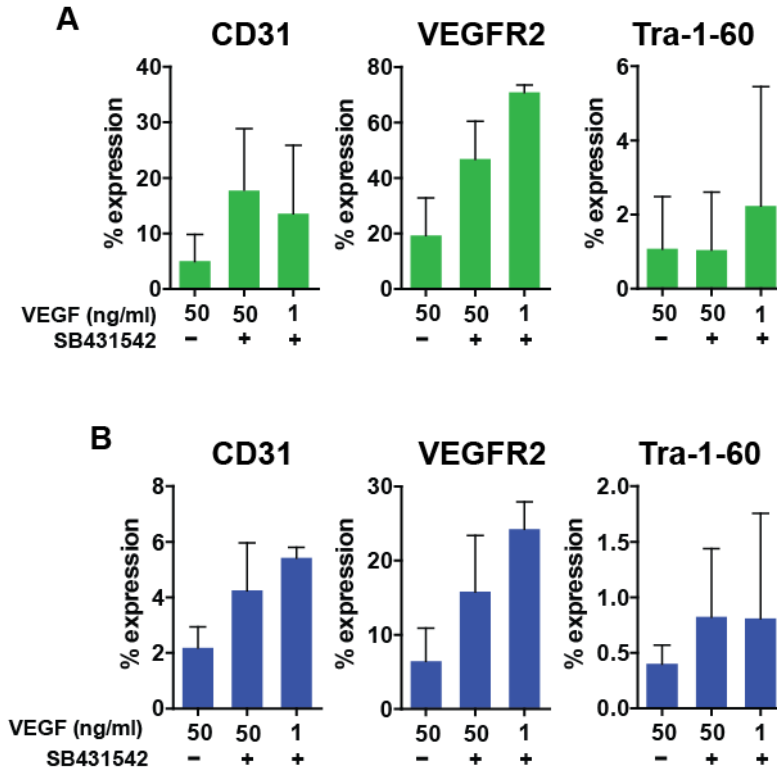 A
CD31 VEGFR2 Tra-1-60
% expression
40
30
20
10
0
% expression
80
60
40
20
0
% expression
6
4
2
0
VEGF (ng/ml) 50 50 1 50 50 1 50 50 1
SB431542 - + + - + + - + +
B
CD31 VEGFR2 Tra-1-60
% expression
8
6
4
2
0
% expression
30
20
10
0
% expression
2.0
1.5
1.0
0.5
0.0
VEGF (ng/ml) 50 50 1 50 50 1 50 50 1
SB431542 - + + - + + - + +